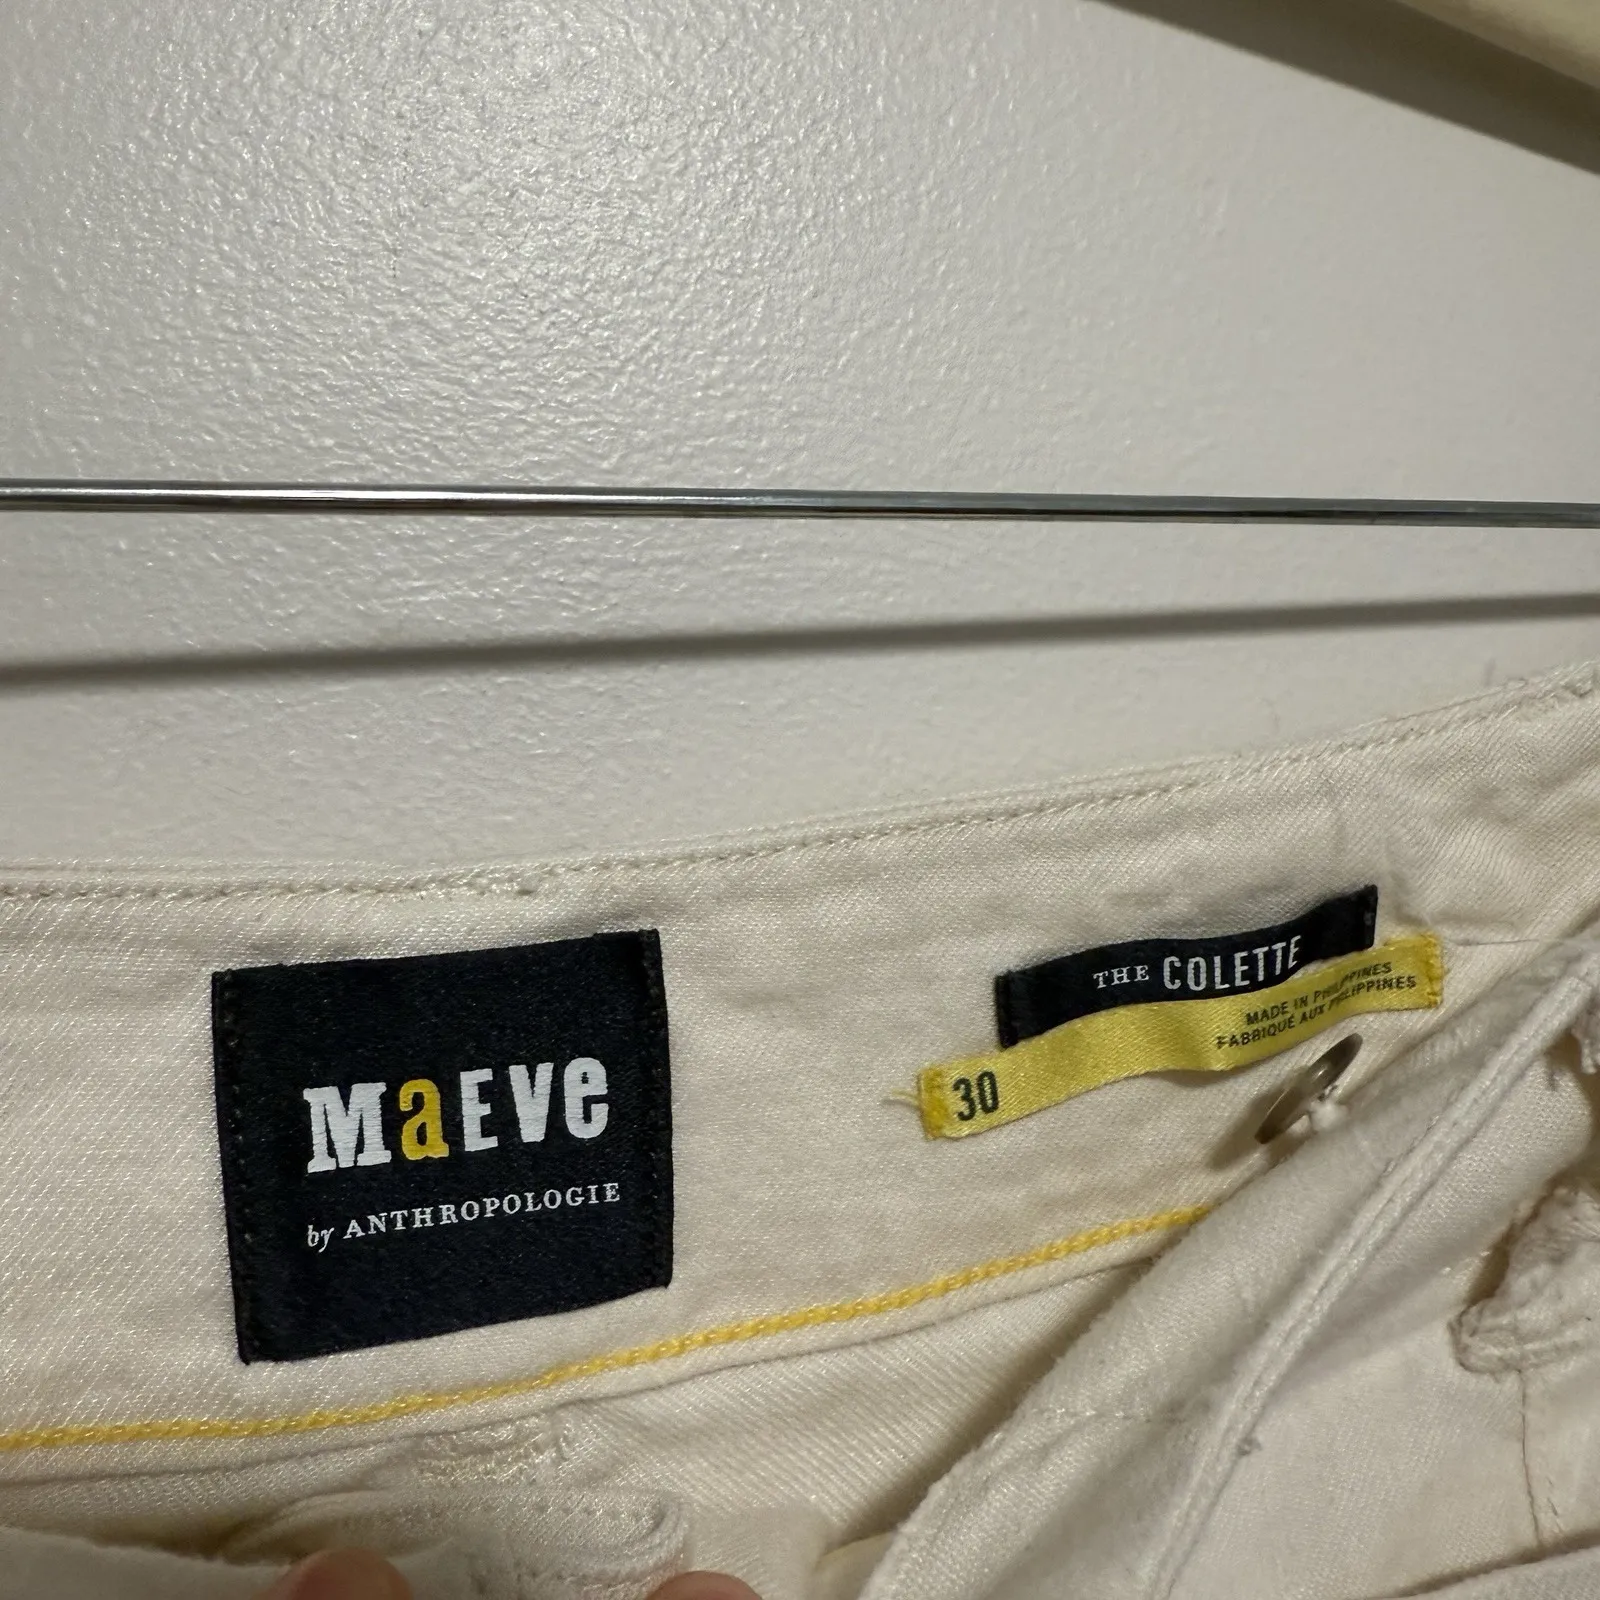 MaEVe
by ANTHROPOLOGIE
THE COLETTE
MADE IN PHILIPPINES
FABRIQUÉ AUX PHILIPPINES
30